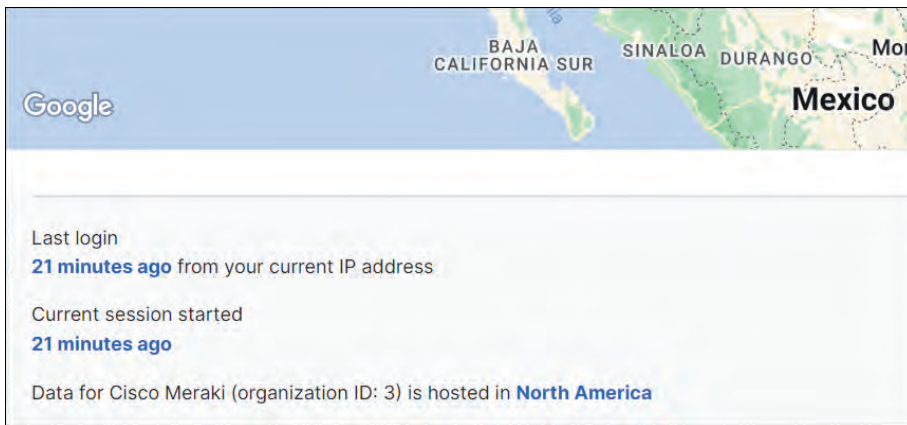 BAJA
CALIFORNIA SUR
SINALOA
DURANGO
Mor
Mexico
Google
Last login
21 minutes ago from your current IP address
Current session started
21 minutes ago
Data for Cisco Meraki (organization ID: 3) is hosted in North America